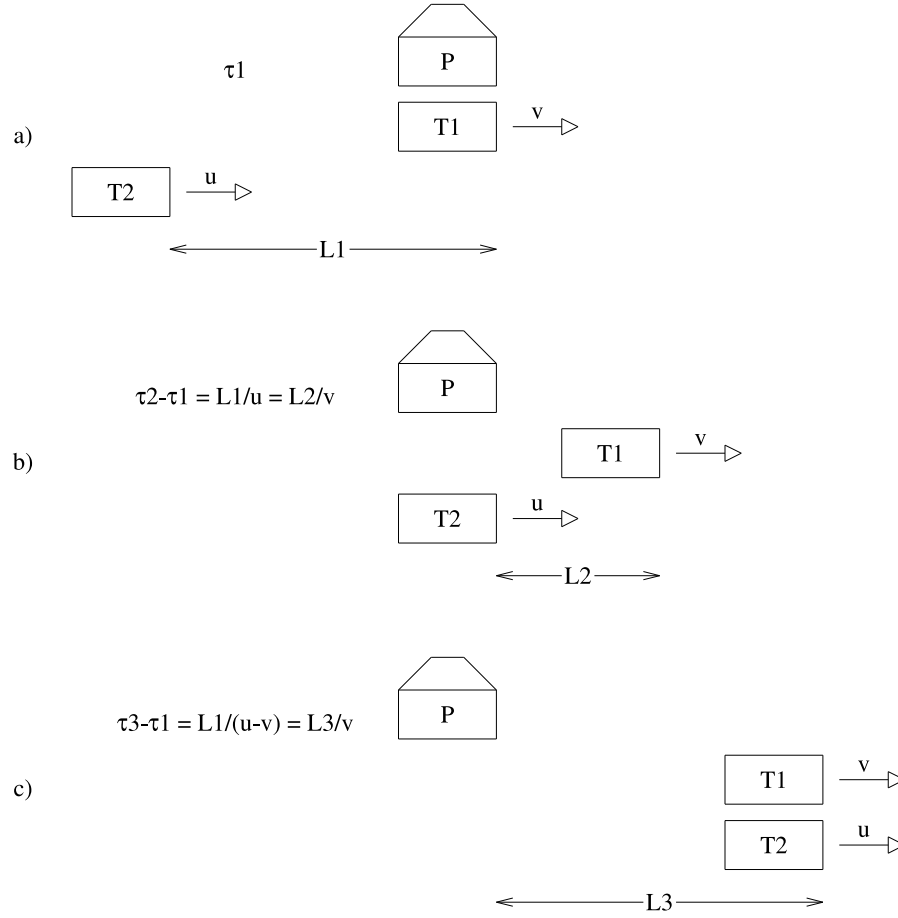 P
τ1
T1
v
a)
T2
u
L1
P
τ2-τ1 = L1/u = L2/v
v
T1
b)
u
T2
L2
P
τ3-τ1 = L1/(u-v) = L3/v
v
T1
c)
u
T2
L3